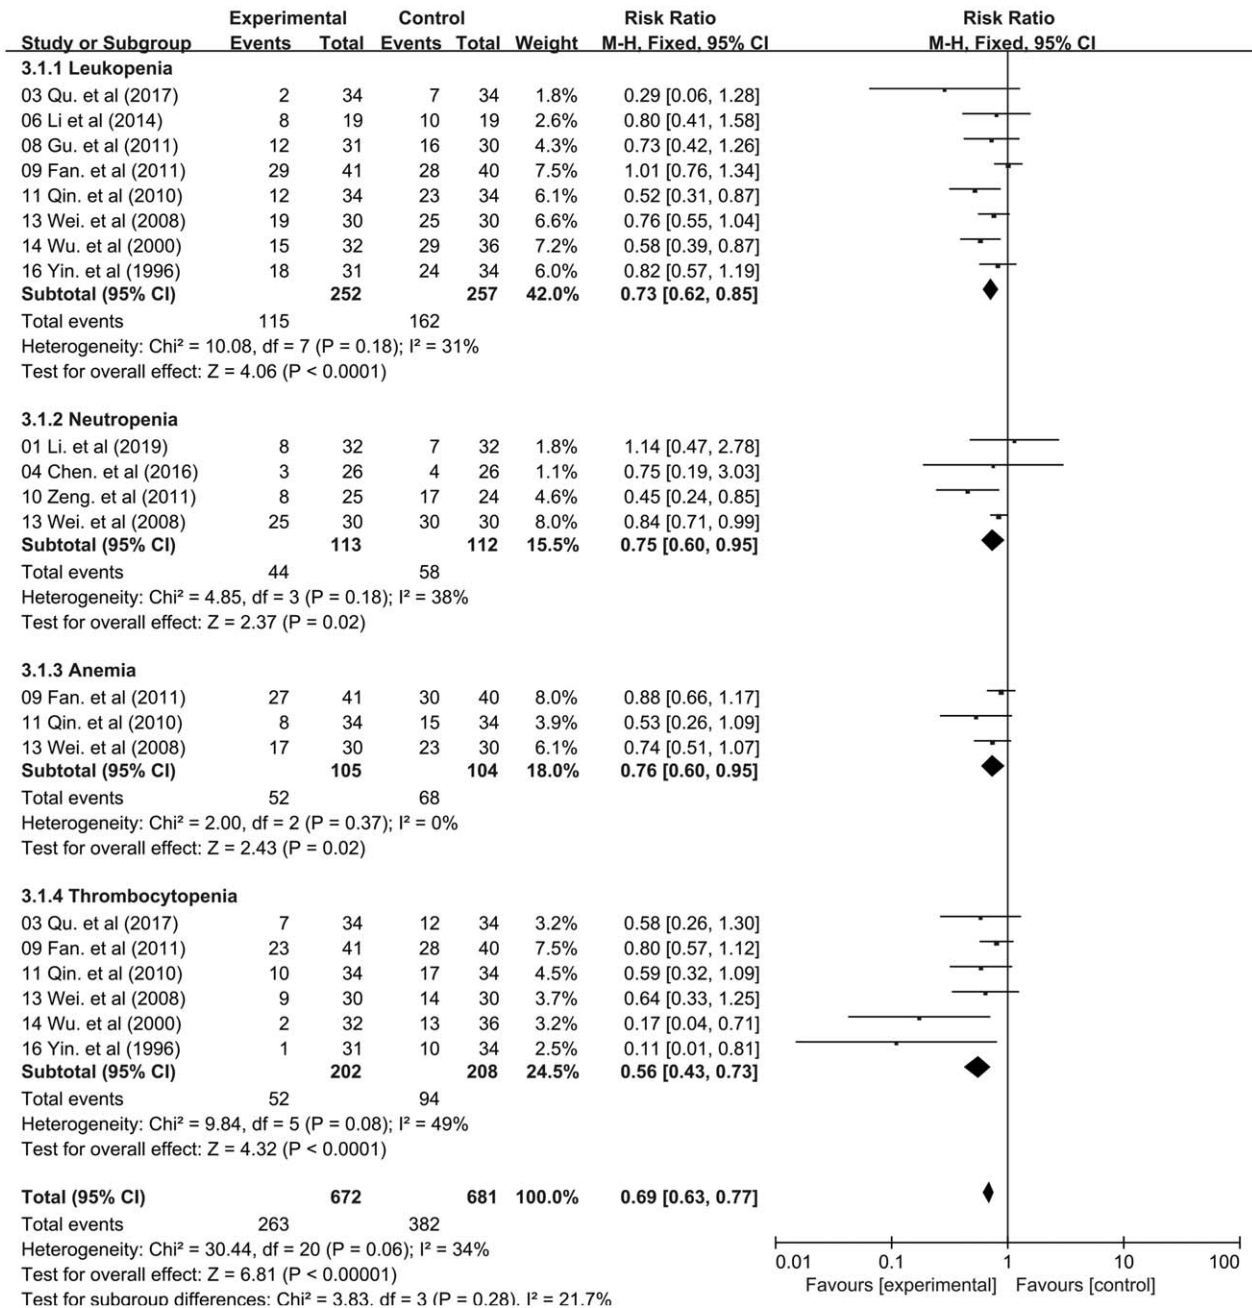 Experimental Control Risk Ratio Risk Ratio
Study or Subgroup Events Total Events Total Weight M-H, Fixed, 95% CI M-H, Fixed, 95% CI
3.1.1 Leukopenia
03 Qu. et al (2017) 2 34 7 34 1.8% 0.29 [0.06, 1.28]
06 Li et al (2014) 8 19 10 19 2.6% 0.80 [0.41, 1.58]
08 Gu. et al (2011) 12 31 16 30 4.3% 0.73 [0.42, 1.26]
09 Fan. et al (2011) 29 41 28 40 7.5% 1.01 [0.76, 1.34]
11 Qin. et al (2010) 12 34 23 34 6.1% 0.52 [0.31, 0.87]
13 Wei. et al (2008) 19 30 25 30 6.6% 0.76 [0.55, 1.04]
14 Wu. et al (2000) 15 32 29 36 7.2% 0.58 [0.39, 0.87]
16 Yin. et al (1996) 18 31 24 34 6.0% 0.82 [0.57, 1.19]
Subtotal (95% CI) 252 257 42.0% 0.73 [0.62, 0.85]
Total events 115 162
Heterogeneity: Chi² = 10.08, df = 7 (P = 0.18); I² = 31%
Test for overall effect: Z = 4.06 (P < 0.0001)
3.1.2 Neutropenia
01 Li. et al (2019) 8 32 7 32 1.8% 1.14 [0.47, 2.78]
04 Chen. et al (2016) 3 26 4 26 1.1% 0.75 [0.19, 3.03]
10 Zeng. et al (2011) 8 25 17 24 4.6% 0.45 [0.24, 0.85]
13 Wei. et al (2008) 25 30 30 30 8.0% 0.84 [0.71, 0.99]
Subtotal (95% CI) 113 112 15.5% 0.75 [0.60, 0.95]
Total events 44 58
Heterogeneity: Chi² = 4.85, df = 3 (P = 0.18); I² = 38%
Test for overall effect: Z = 2.37 (P = 0.02)
3.1.3 Anemia
09 Fan. et al (2011) 27 41 30 40 8.0% 0.88 [0.66, 1.17]
11 Qin. et al (2010) 8 34 15 34 3.9% 0.53 [0.26, 1.09]
13 Wei. et al (2008) 17 30 23 30 6.1% 0.74 [0.51, 1.07]
Subtotal (95% CI) 105 104 18.0% 0.76 [0.60, 0.95]
Total events 52 68
Heterogeneity: Chi² = 2.00, df = 2 (P = 0.37); I² = 0%
Test for overall effect: Z = 2.43 (P = 0.02)
3.1.4 Thrombocytopenia
03 Qu. et al (2017) 7 34 12 34 3.2% 0.58 [0.26, 1.30]
09 Fan. et al (2011) 23 41 28 40 7.5% 0.80 [0.57, 1.12]
11 Qin. et al (2010) 10 34 17 34 4.5% 0.59 [0.32, 1.09]
13 Wei. et al (2008) 9 30 14 30 3.7% 0.64 [0.33, 1.25]
14 Wu. et al (2000) 2 32 13 36 3.2% 0.17 [0.04, 0.71]
16 Yin. et al (1996) 1 31 10 34 2.5% 0.11 [0.01, 0.81]
Subtotal (95% CI) 202 208 24.5% 0.56 [0.43, 0.73]
Total events 52 94
Heterogeneity: Chi² = 9.84, df = 5 (P = 0.08); I² = 49%
Test for overall effect: Z = 4.32 (P < 0.0001)
Total (95% CI) 672 681 100.0% 0.69 [0.63, 0.77]
Total events 263 382
Heterogeneity: Chi² = 30.44, df = 20 (P = 0.06); I² = 34%
Test for overall effect: Z = 6.81 (P < 0.00001)
Test for subgroup differences: Chi² = 3.83, df = 3 (P = 0.28), I² = 21.7%
0.01 0.1 1 10 100
Favours [experimental] Favours [control]